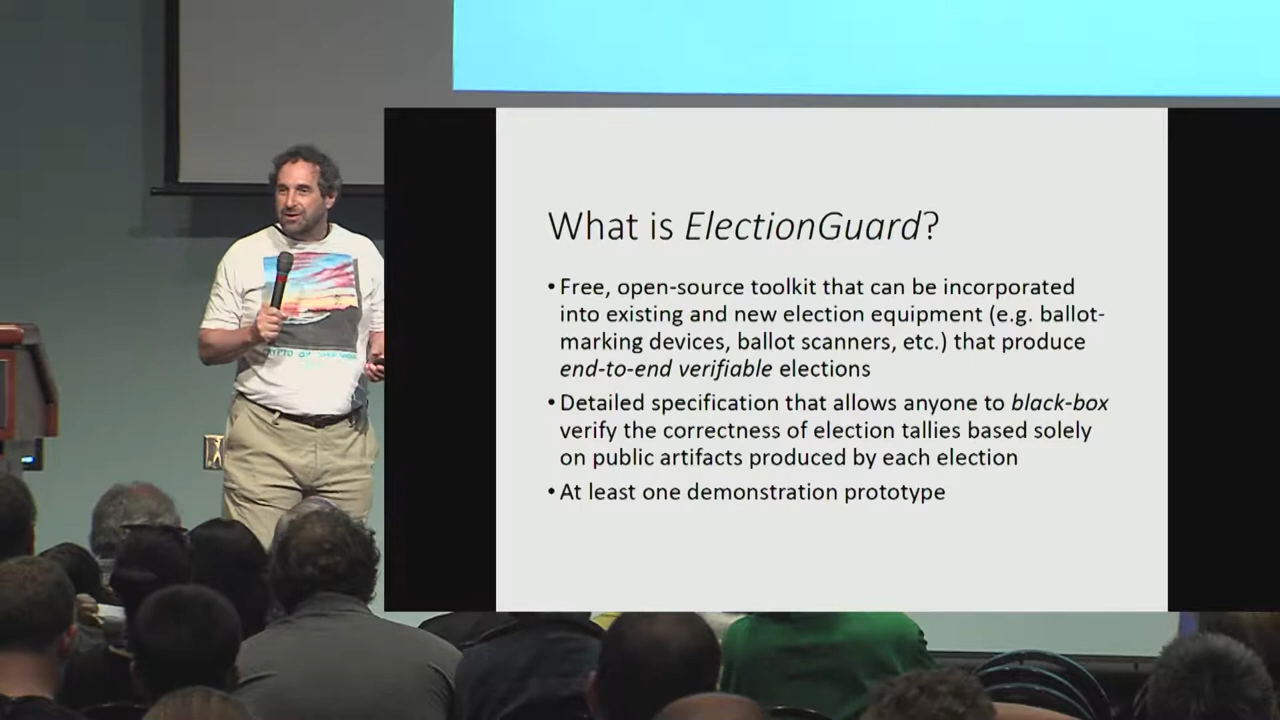 What is ElectionGuard?
• Free, open-source toolkit that can be incorporated
into existing and new election equipment (e.g. ballot-
marking devices, ballot scanners, etc.) that produce
end-to-end verifiable elections
• Detailed specification that allows anyone to black-box
verify the correctness of election tallies based solely
on public artifacts produced by each election
• At least one demonstration prototype